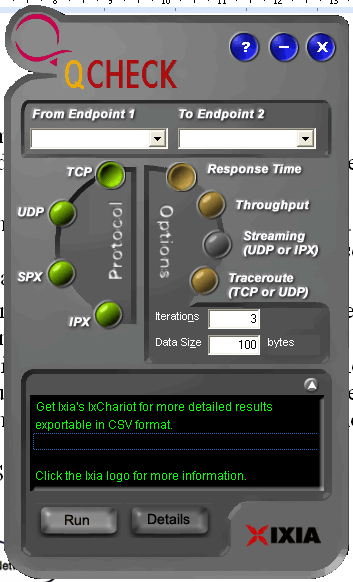 QCHECK
?
X
From Endpoint 1
To Endpoint 2
TCP
UDP
SPX
IPX
Protocol
Options
Response Time
Throughput
Streaming
(UDP or IPX)
Traceroute
(TCP or UDP)
Iterations 3
Data Size 100 bytes
Get Ixia's IxChariot for more detailed results
exportable in CSV format.
Click the Ixia logo for more information.
Run
Details
XIXIA